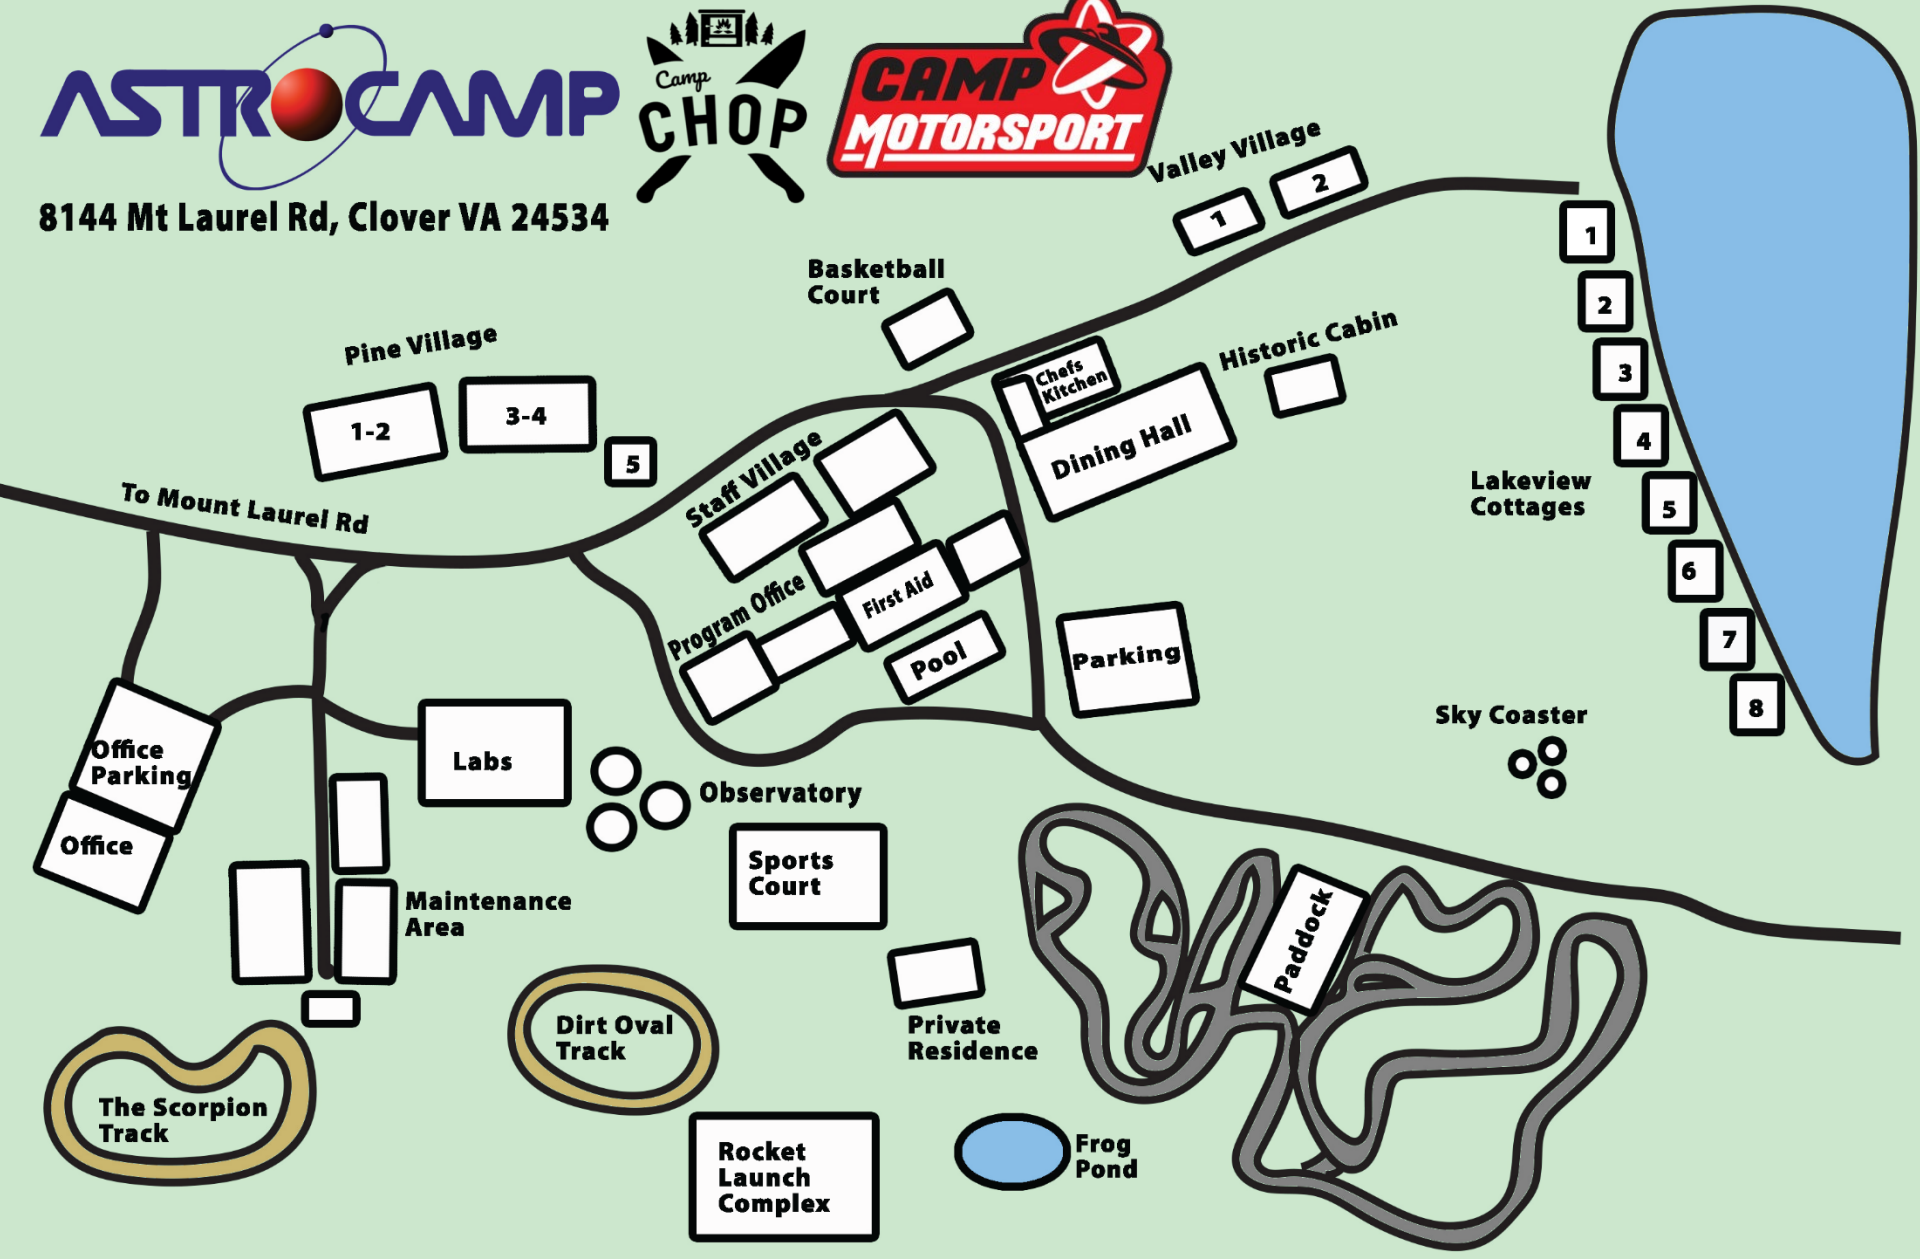 ASTROCAMP
Camp
CHOP
CAMP
MOTORSPORT
8144 Mt Laurel Rd, Clover VA 24534
Valley Village
1
2
Basketball
Court
Pine Village
1-2
3-4
5
To Mount Laurel Rd
Chefs
Kitchen
Dining Hall
Historic Cabin
Staff Village
Program Office
First Aid
Pool
Parking
1
2
3
4
5
6
7
8
Lakeview
Cottages
Sky Coaster
Office
Parking
Office
Labs
Observatory
Sports
Court
Maintenance
Area
Paddock
Private
Residence
Dirt Oval
Track
The Scorpion
Track
Rocket
Launch
Complex
Frog
Pond